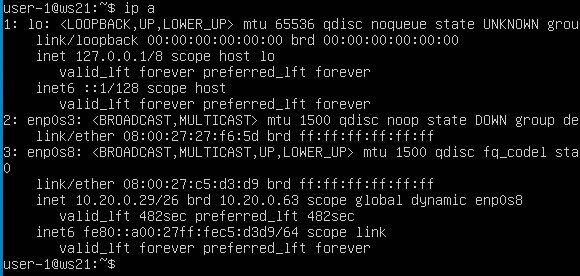 user-1@ws21:~$ ip a
1: lo: <LOOPBACK,UP,LOWER_UP> mtu 65536 qdisc noqueue state UNKNOWN grou
    link/loopback 00:00:00:00:00:00 brd 00:00:00:00:00:00
    inet 127.0.0.1/8 scope host lo
       valid_lft forever preferred_lft forever
    inet6 ::1/128 scope host
       valid_lft forever preferred_lft forever
2: enp0s3: <BROADCAST,MULTICAST> mtu 1500 qdisc noop state DOWN group de
    link/ether 08:00:27:27:f6:5d brd ff:ff:ff:ff:ff:ff
3: enp0s8: <BROADCAST,MULTICAST,UP,LOWER_UP> mtu 1500 qdisc fq_codel sta
0
    link/ether 08:00:27:c5:d3:d9 brd ff:ff:ff:ff:ff:ff
    inet 10.20.0.29/26 brd 10.20.0.63 scope global dynamic enp0s8
       valid_lft 482sec preferred_lft 482sec
    inet6 fe80::a00:27ff:fec5:d3d9/64 scope link
       valid_lft forever preferred_lft forever
user-1@ws21:~$